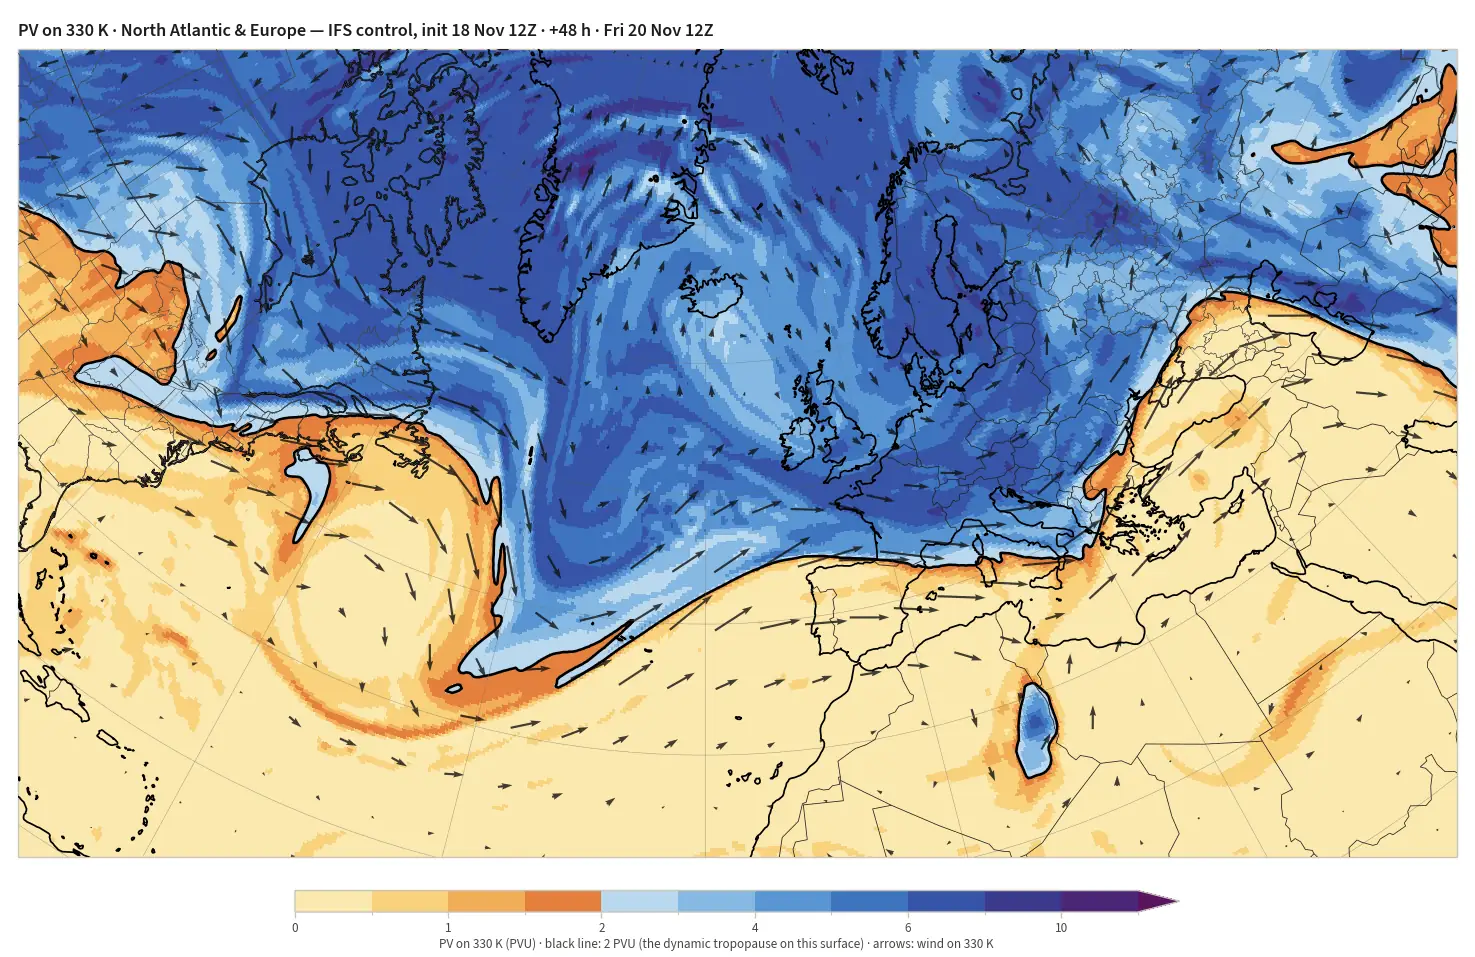 PV on 330 K · North Atlantic & Europe — IFS control, init 18 Nov 12Z · +48 h · Fri 20 Nov 12Z
0 1 2 4 6 10
PV on 330 K (PVU) · black line: 2 PVU (the dynamic tropopause on this surface) · arrows: wind on 330 K